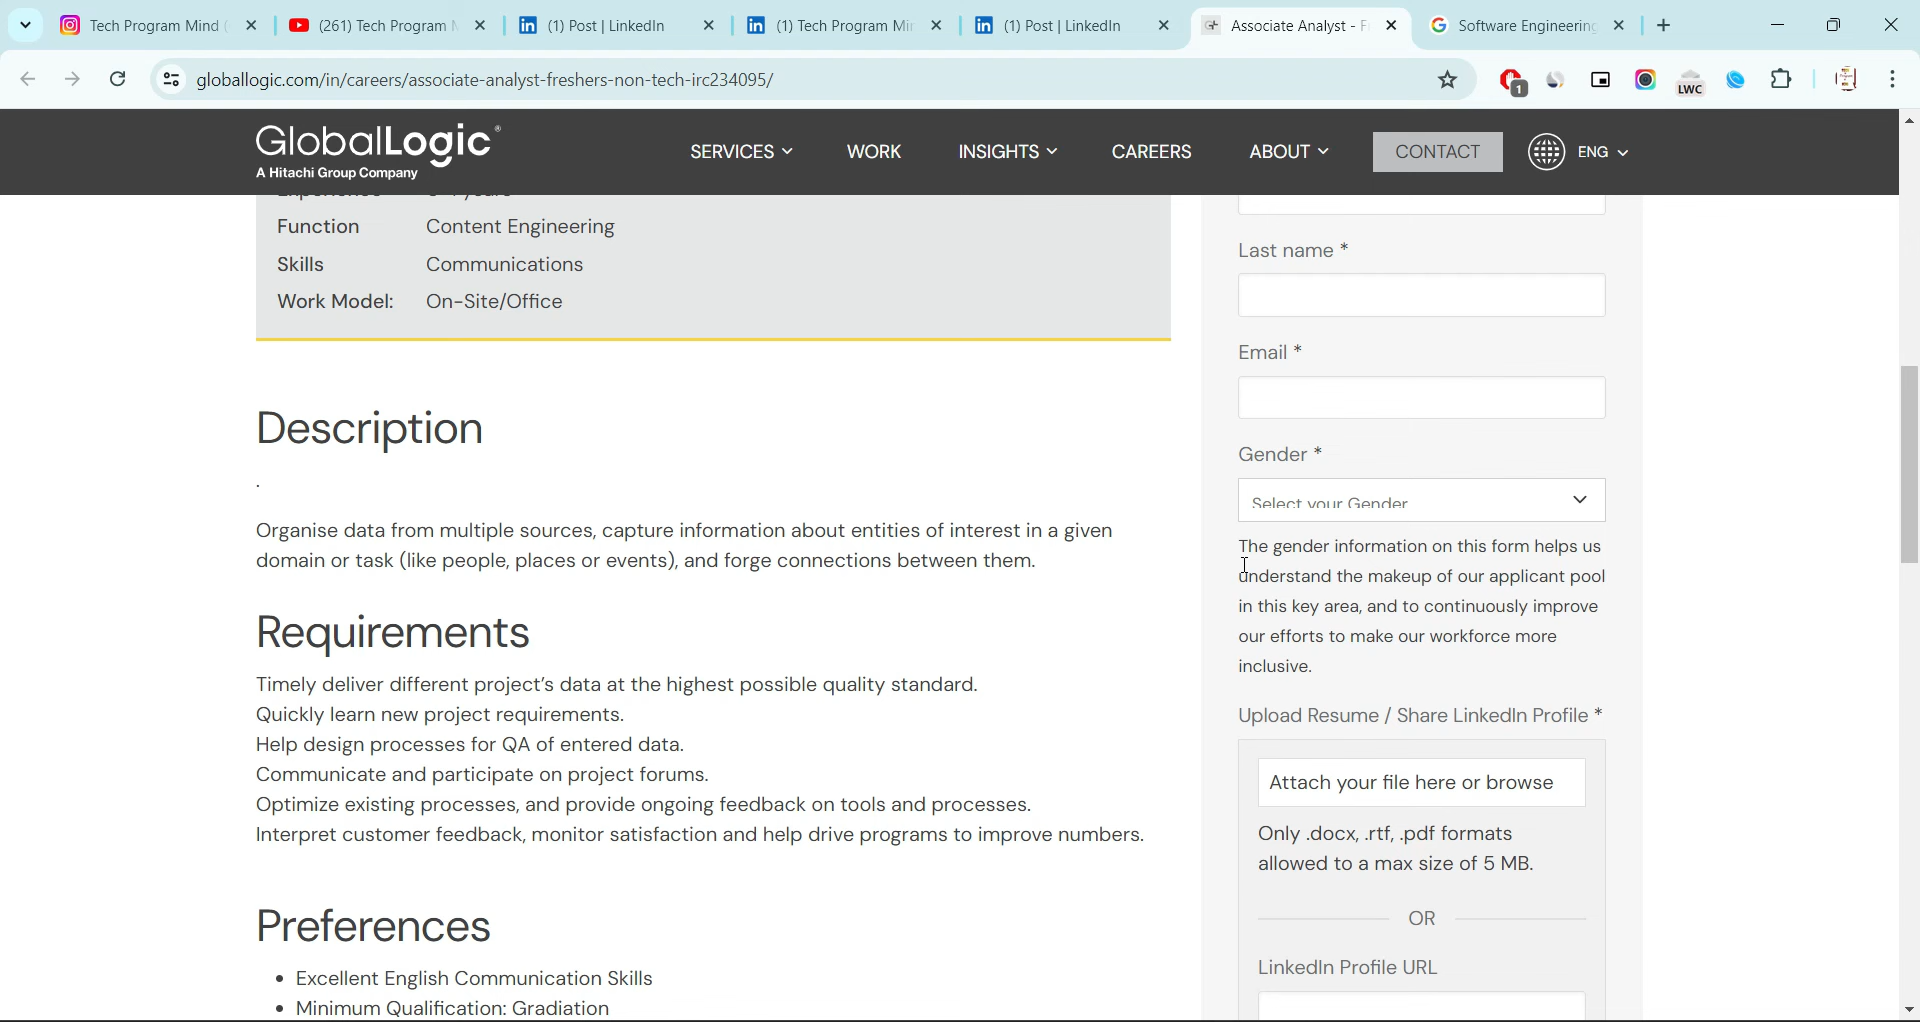 Tech Program Mind (
(261) Tech Program M
(1) Post | LinkedIn
(1) Tech Program Min
(1) Post | LinkedIn
Associate Analyst - F
Software Engineering
globallogic.com/in/careers/associate-analyst-freshers-non-tech-irc234095/
1
LWC
GlobalLogic
A Hitachi Group Company
SERVICES
WORK
INSIGHTS
CAREERS
ABOUT
CONTACT
ENG
Function Content Engineering
Skills Communications
Work Model: On-Site/Office
Description
.
Organise data from multiple sources, capture information about entities of interest in a given
domain or task (like people, places or events), and forge connections between them.
Requirements
Timely deliver different project's data at the highest possible quality standard.
Quickly learn new project requirements.
Help design processes for QA of entered data.
Communicate and participate on project forums.
Optimize existing processes, and provide ongoing feedback on tools and processes.
Interpret customer feedback, monitor satisfaction and help drive programs to improve numbers.
Preferences
• Excellent English Communication Skills
• Minimum Qualification: Gradiation
Last name *
Email *
Gender *
Select your Gender
The gender information on this form helps us
understand the makeup of our applicant pool
in this key area, and to continuously improve
our efforts to make our workforce more
inclusive.
Upload Resume / Share LinkedIn Profile *
Attach your file here or browse
Only .docx, .rtf, .pdf formats
allowed to a max size of 5 MB.
OR
LinkedIn Profile URL